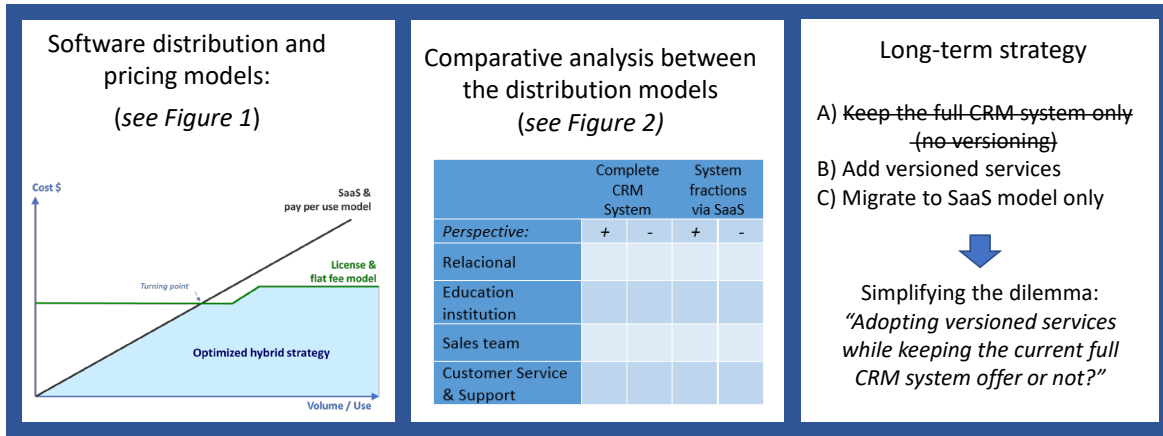 Software distribution and
pricing models:
(see Figure 1)
Cost $
SaaS &
pay per use model
License &
flat fee model
Turning point
Optimized hybrid strategy
Volume / Use
Comparative analysis between
the distribution models
(see Figure 2)
Complete
CRM
System
System
fractions
via SaaS
Perspective:
+
-
+
-
Relacional
Education
institution
Sales team
Customer Service
& Support
Long-term strategy
A) Keep the full CRM system only
(no versioning)
B) Add versioned services
C) Migrate to SaaS model only
Simplifying the dilemma:
“Adopting versioned services
while keeping the current full
CRM system offer or not?”